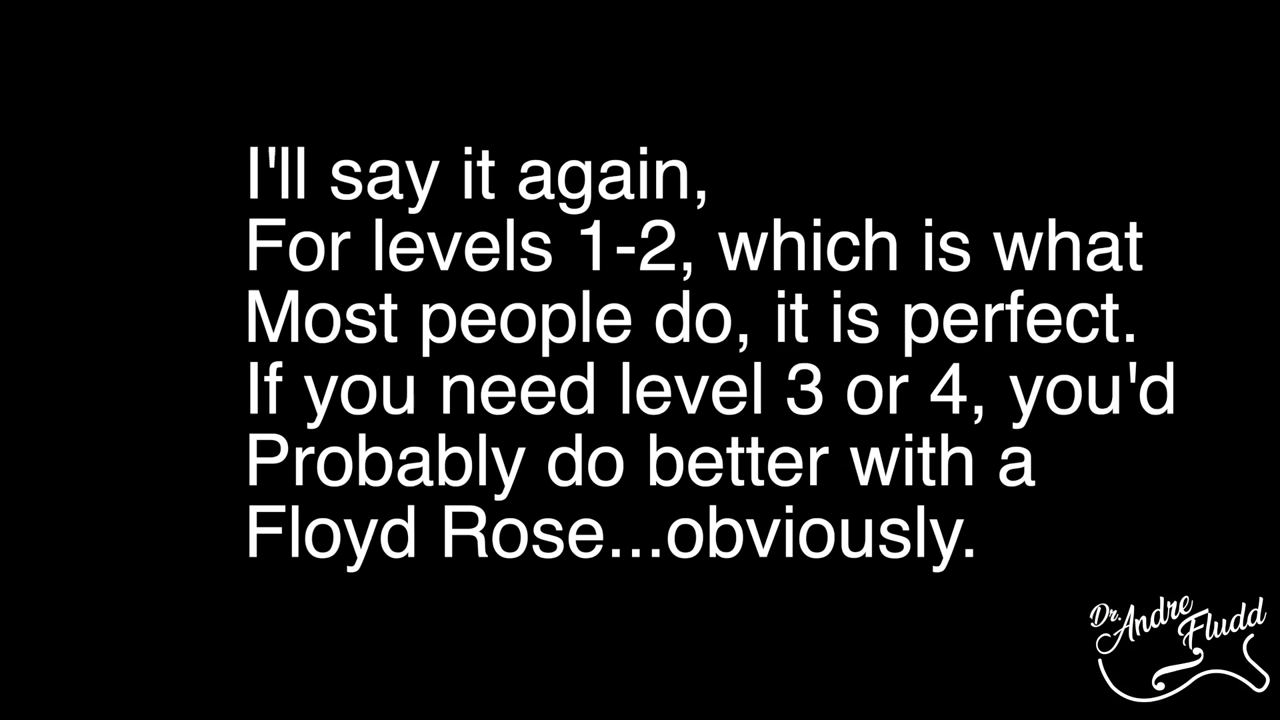 I'll say it again,
For levels 1-2, which is what
Most people do, it is perfect.
If you need level 3 or 4, you'd
Probably do better with a
Floyd Rose...obviously.
Dr. Andre
Fludd